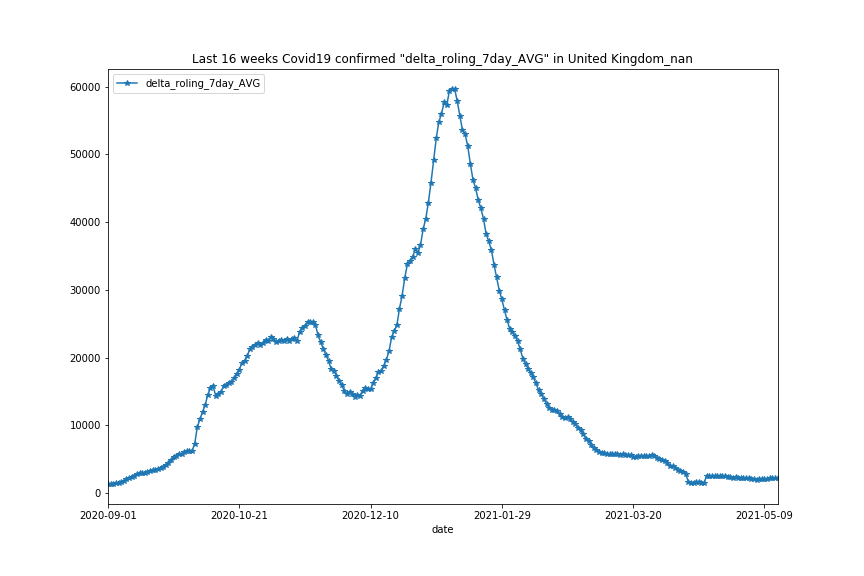 Last 16 weeks Covid19 confirmed "delta_roling_7day_AVG" in United Kingdom_nan
delta_roling_7day_AVG
60000
50000
40000
30000
20000
10000
0
2020-09-01 2020-10-21 2020-12-10 2021-01-29 2021-03-20 2021-05-09
date